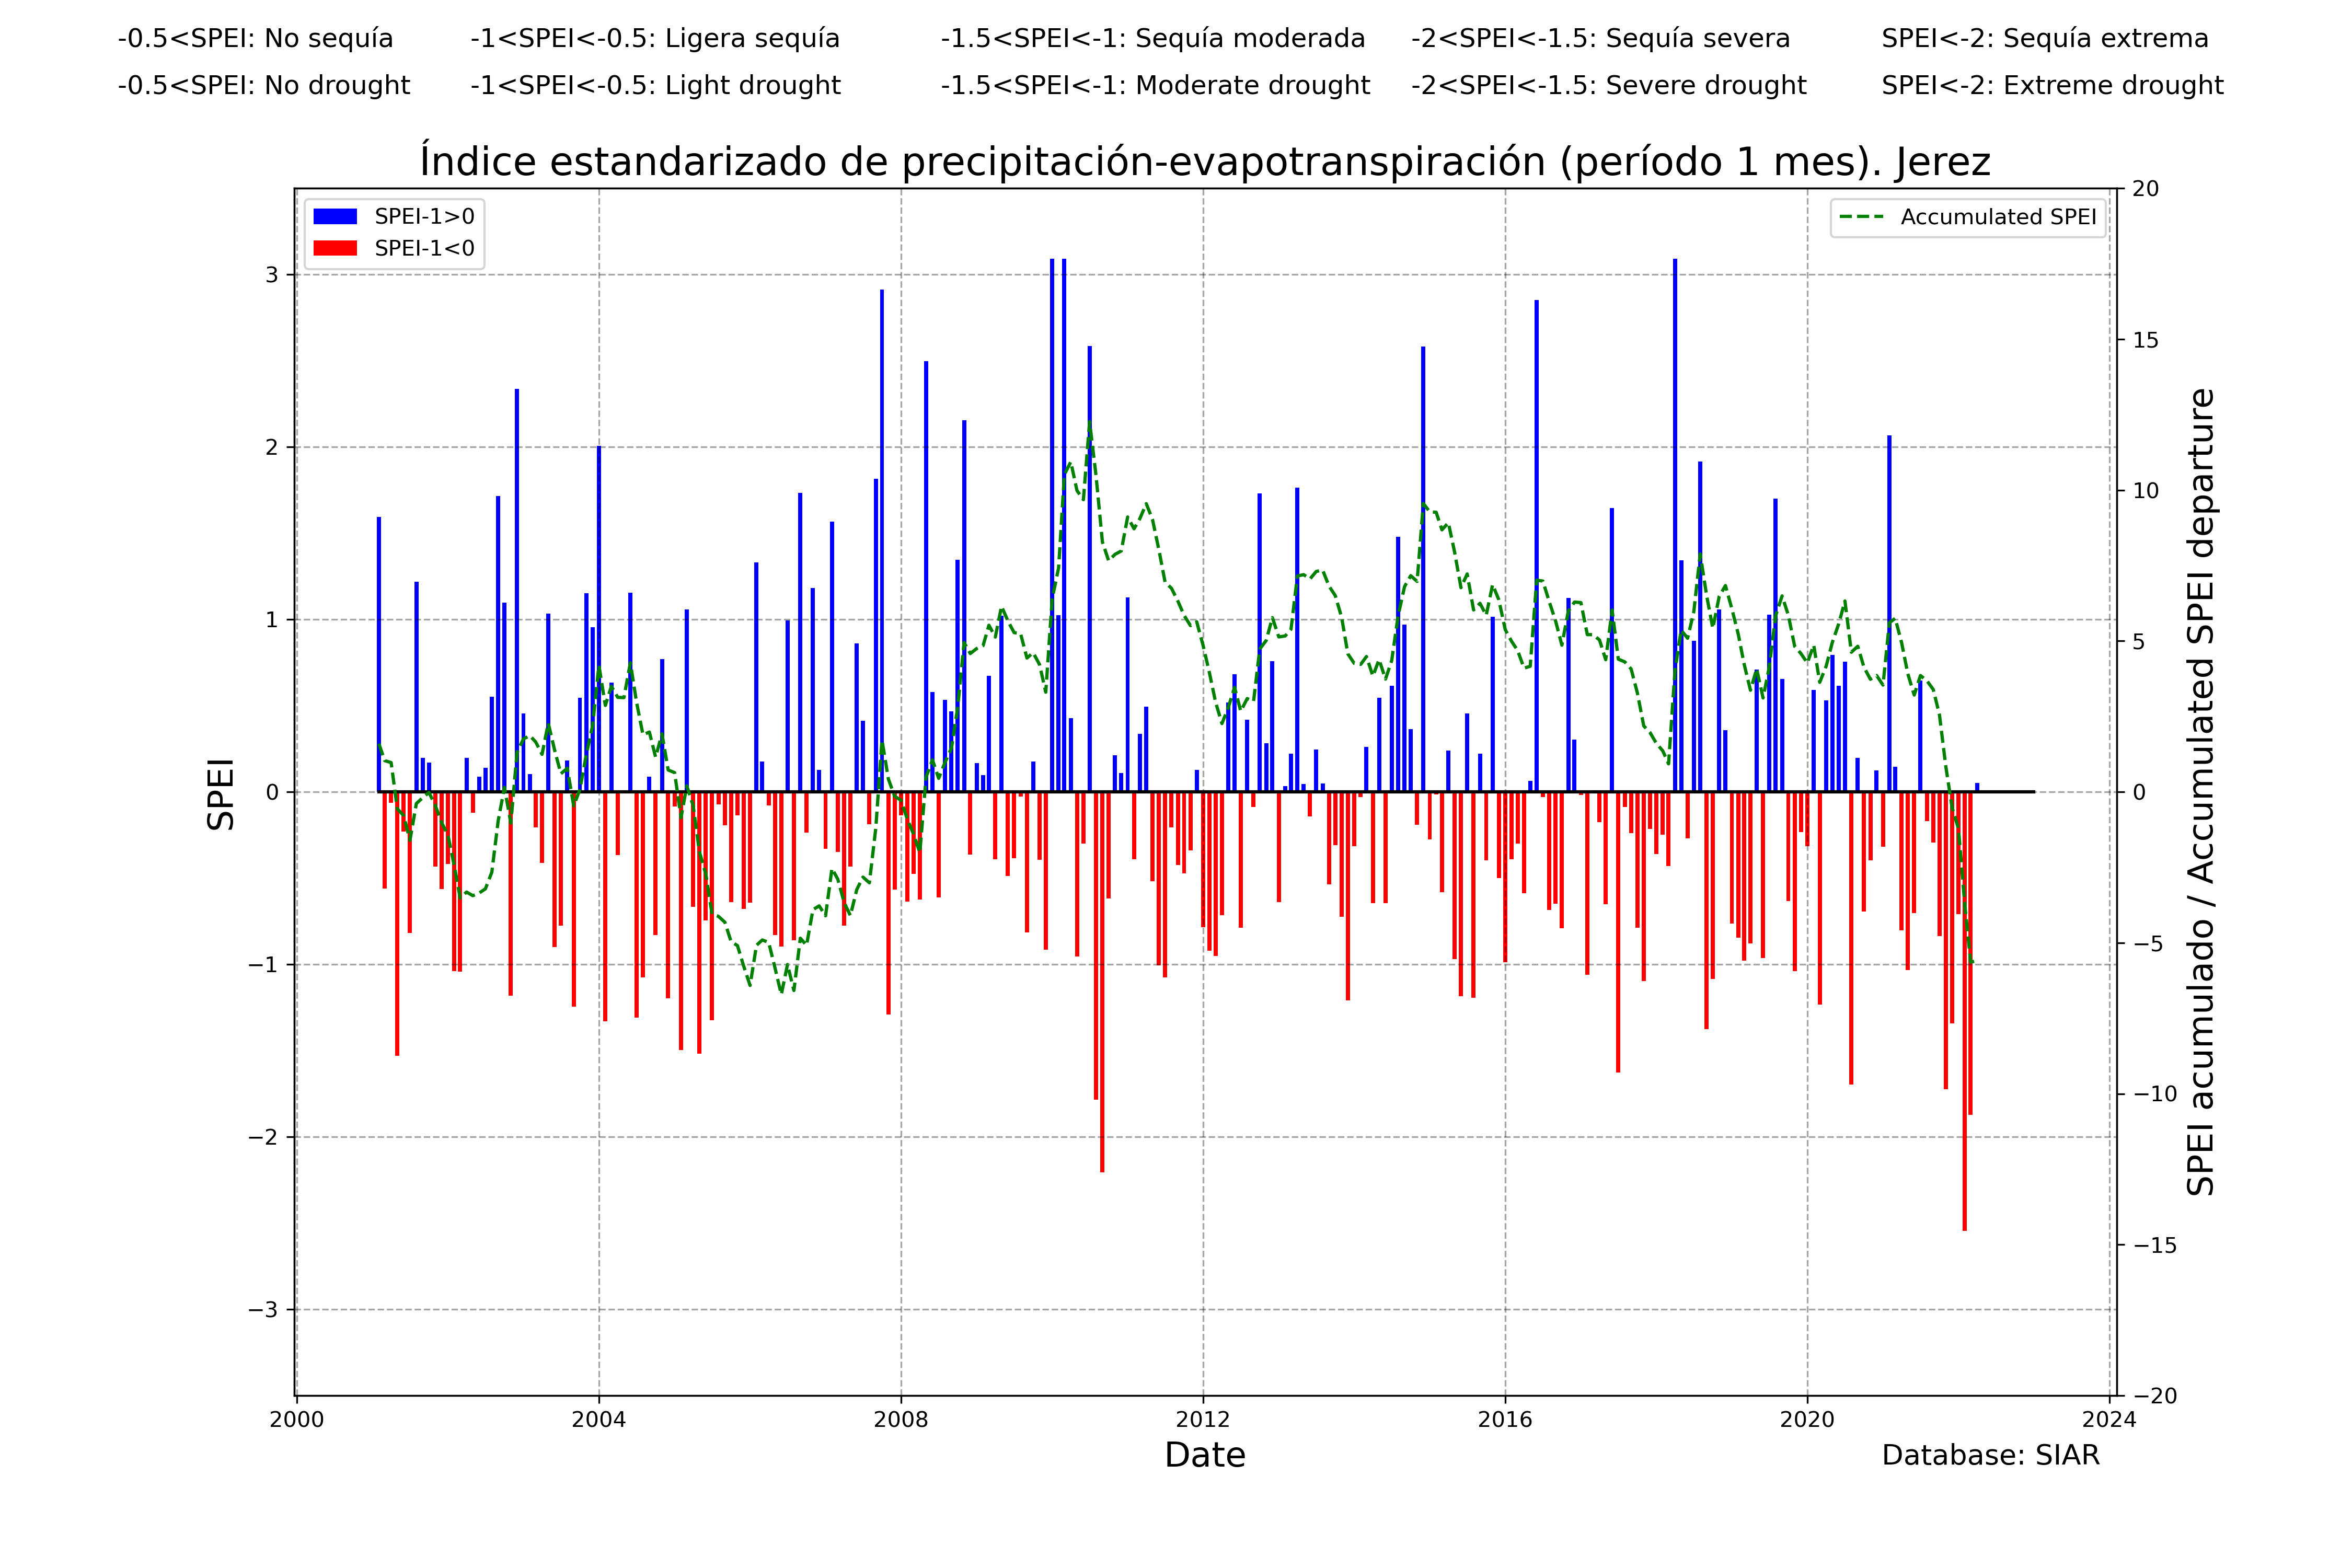 -0.5<SPEI: No sequía -1<SPEI<-0.5: Ligera sequía -1.5<SPEI<-1: Sequía moderada -2<SPEI<-1.5: Sequía severa SPEI<-2: Sequía extrema
-0.5<SPEI: No drought -1<SPEI<-0.5: Light drought -1.5<SPEI<-1: Moderate drought -2<SPEI<-1.5: Severe drought SPEI<-2: Extreme drought
Índice estandarizado de precipitación-evapotranspiración (período 1 mes). Jerez
SPEI-1>0
SPEI-1<0
Accumulated SPEI
SPEI
3
2
1
0
−1
−2
−3
20
15
10
5
0
−5
−10
−15
−20
SPEI acumulado / Accumulated SPEI departure
2000 2004 2008 2012 2016 2020 2024
Date
Database: SIAR